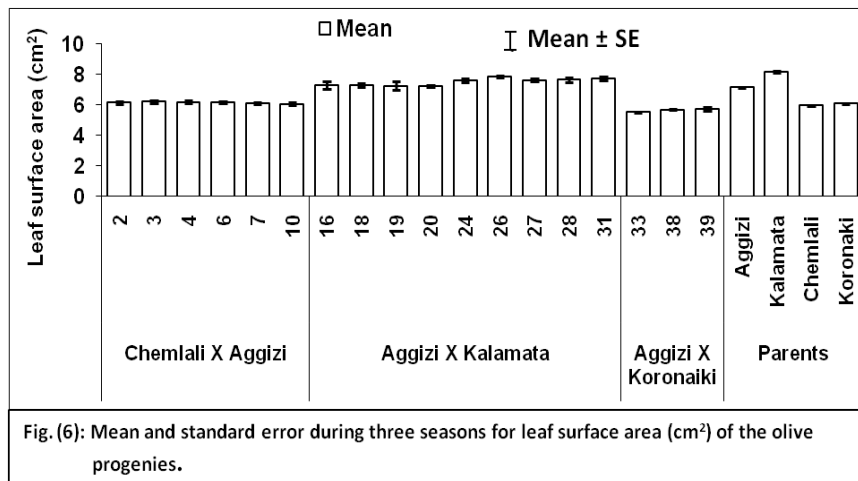 Mean
Mean ± SE
Leaf surface area (cm²)
10
8
6
4
2
0
2 3 4 6 7 10 16 18 19 20 24 26 27 28 31 33 38 39 Aggizi Kalamata Chemlali Koronaki
Chemlali X Aggizi Aggizi X Kalamata Aggizi X Koronaiki Parents
Fig. (6): Mean and standard error during three seasons for leaf surface area (cm²) of the olive
progenies.